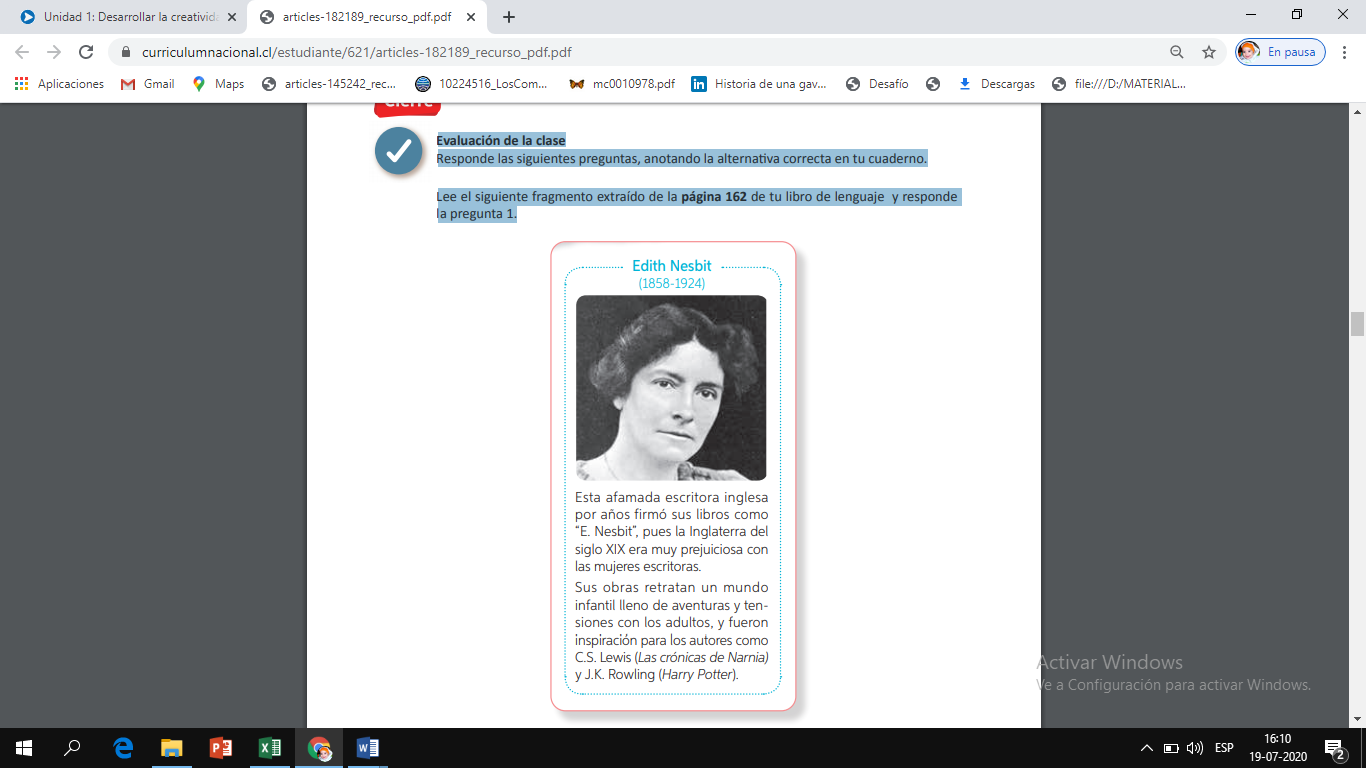 Unidad 1: Desarrollar la creativida
articles-182189_recurso_pdf.pdf
curriculumnacional.cl/estudiante/621/articles-182189_recurso_pdf.pdf
En pausa
Aplicaciones
Gmail
Maps
articles-145242_rec...
10224516_LosCom...
mc0010978.pdf
Historia de una gav...
Desafío
Descargas
file:///D:/MATERIAL...
Cierre
Evaluación de la clase
Responde las siguientes preguntas, anotando la alternativa correcta en tu cuaderno.
Lee el siguiente fragmento extraído de la página 162 de tu libro de lenguaje y responde
la pregunta 1.
Edith Nesbit
(1858-1924)
Esta afamada escritora inglesa
por años firmó sus libros como
“E. Nesbit”, pues la Inglaterra del
siglo XIX era muy prejuiciosa con
las mujeres escritoras.
Sus obras retratan un mundo
infantil lleno de aventuras y ten-
siones con los adultos, y fueron
inspiración para los autores como
C.S. Lewis (Las crónicas de Narnia)
y J.K. Rowling (Harry Potter).
Activar Windows
Ve a Configuración para activar Windows.
ESP
16:10
19-07-2020
2